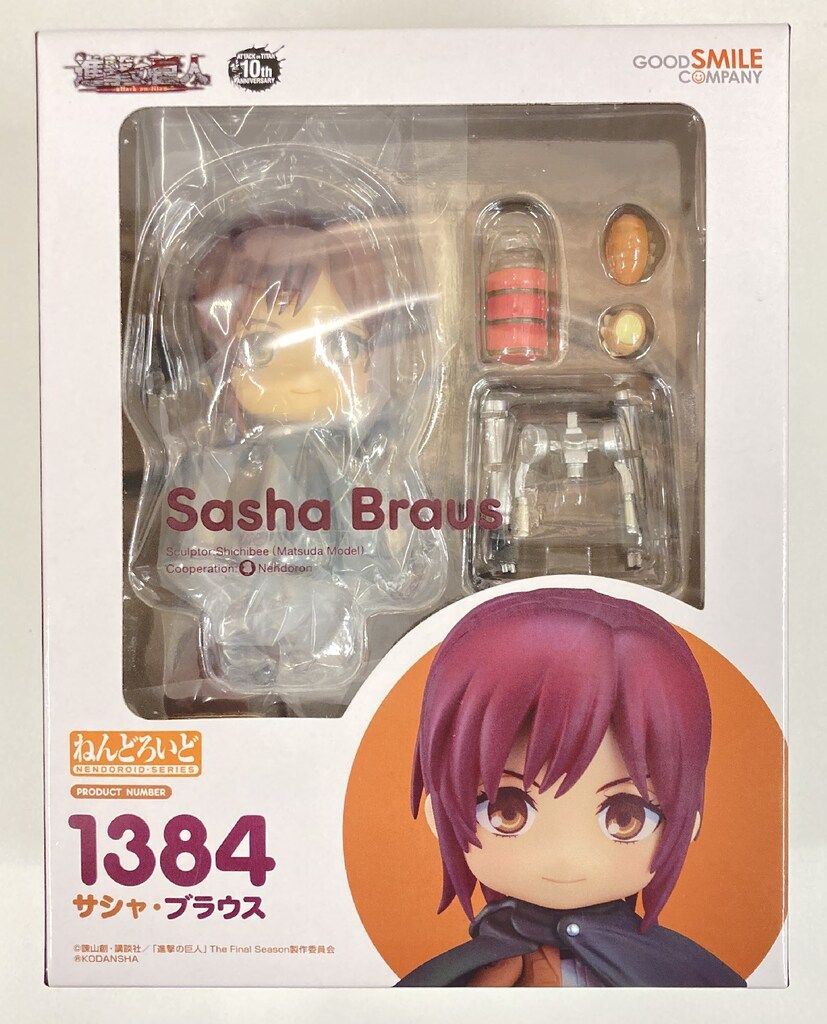 進撃の巨人
attack on titan
ATTACK on TITAN
10th
ANNIVERSARY
GOOD SMILE
COMPANY
Sasha Braus
Sculptor:Shichibee (Matsuda Model)
Cooperation: Nendoron
ねんどろいど
NENDOROID-SERIES
PRODUCT NUMBER
1384
サシャ・ブラウス
©諫山創・講談社／「進撃の巨人」The Final Season製作委員会
®KODANSHA